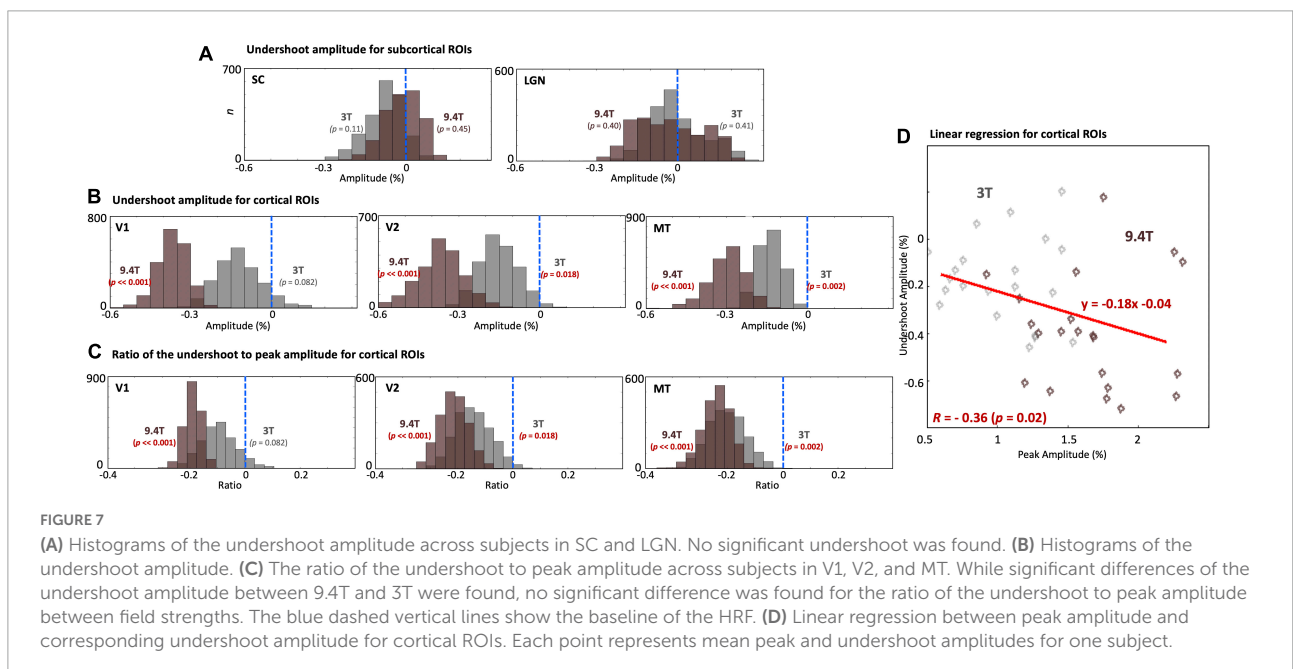 A Undershoot amplitude for subcortical ROIs
700 SC
n
3T
(p = 0.11)
9.4T
(p = 0.45)
0
-0.6 -0.3 0
Amplitude (%)
600 LGN
9.4T
(p = 0.40)
3T
(p = 0.41)
0
-0.6 -0.3 0
Amplitude (%)
B Undershoot amplitude for cortical ROIs
800 V1
9.4T
(p << 0.001)
3T
(p = 0.082)
0
-0.6 -0.3 0
Amplitude (%)
700 V2
9.4T
(p << 0.001)
3T
(p = 0.018)
0
-0.6 -0.3 0
Amplitude (%)
900 MT
9.4T
(p << 0.001)
3T
(p = 0.002)
0
-0.6 -0.3 0
Amplitude (%)
C Ratio of the undershoot to peak amplitude for cortical ROIs
900 V1
9.4T
(p << 0.001)
3T
(p = 0.082)
0
-0.4 -0.2 0 0.2
Ratio
600 V2
9.4T
(p << 0.001)
3T
(p = 0.018)
0
-0.4 -0.2 0 0.2
Ratio
600 MT
9.4T
(p << 0.001)
3T
(p = 0.002)
0
-0.4 -0.2 0 0.2
Ratio
D Linear regression for cortical ROIs
3T
9.4T
Undershoot Amplitude (%)
0
-0.2
-0.4
-0.6
y = -0.18x -0.04
R = - 0.36 (p = 0.02)
0.5 1 1.5 2
Peak Amplitude (%)
FIGURE 7
(A) Histograms of the undershoot amplitude across subjects in SC and LGN. No significant undershoot was found. (B) Histograms of the
undershoot amplitude. (C) The ratio of the undershoot to peak amplitude across subjects in V1, V2, and MT. While significant differences of the
undershoot amplitude between 9.4T and 3T were found, no significant difference was found for the ratio of the undershoot to peak amplitude
between field strengths. The blue dashed vertical lines show the baseline of the HRF. (D) Linear regression between peak amplitude and
corresponding undershoot amplitude for cortical ROIs. Each point represents mean peak and undershoot amplitudes for one subject.